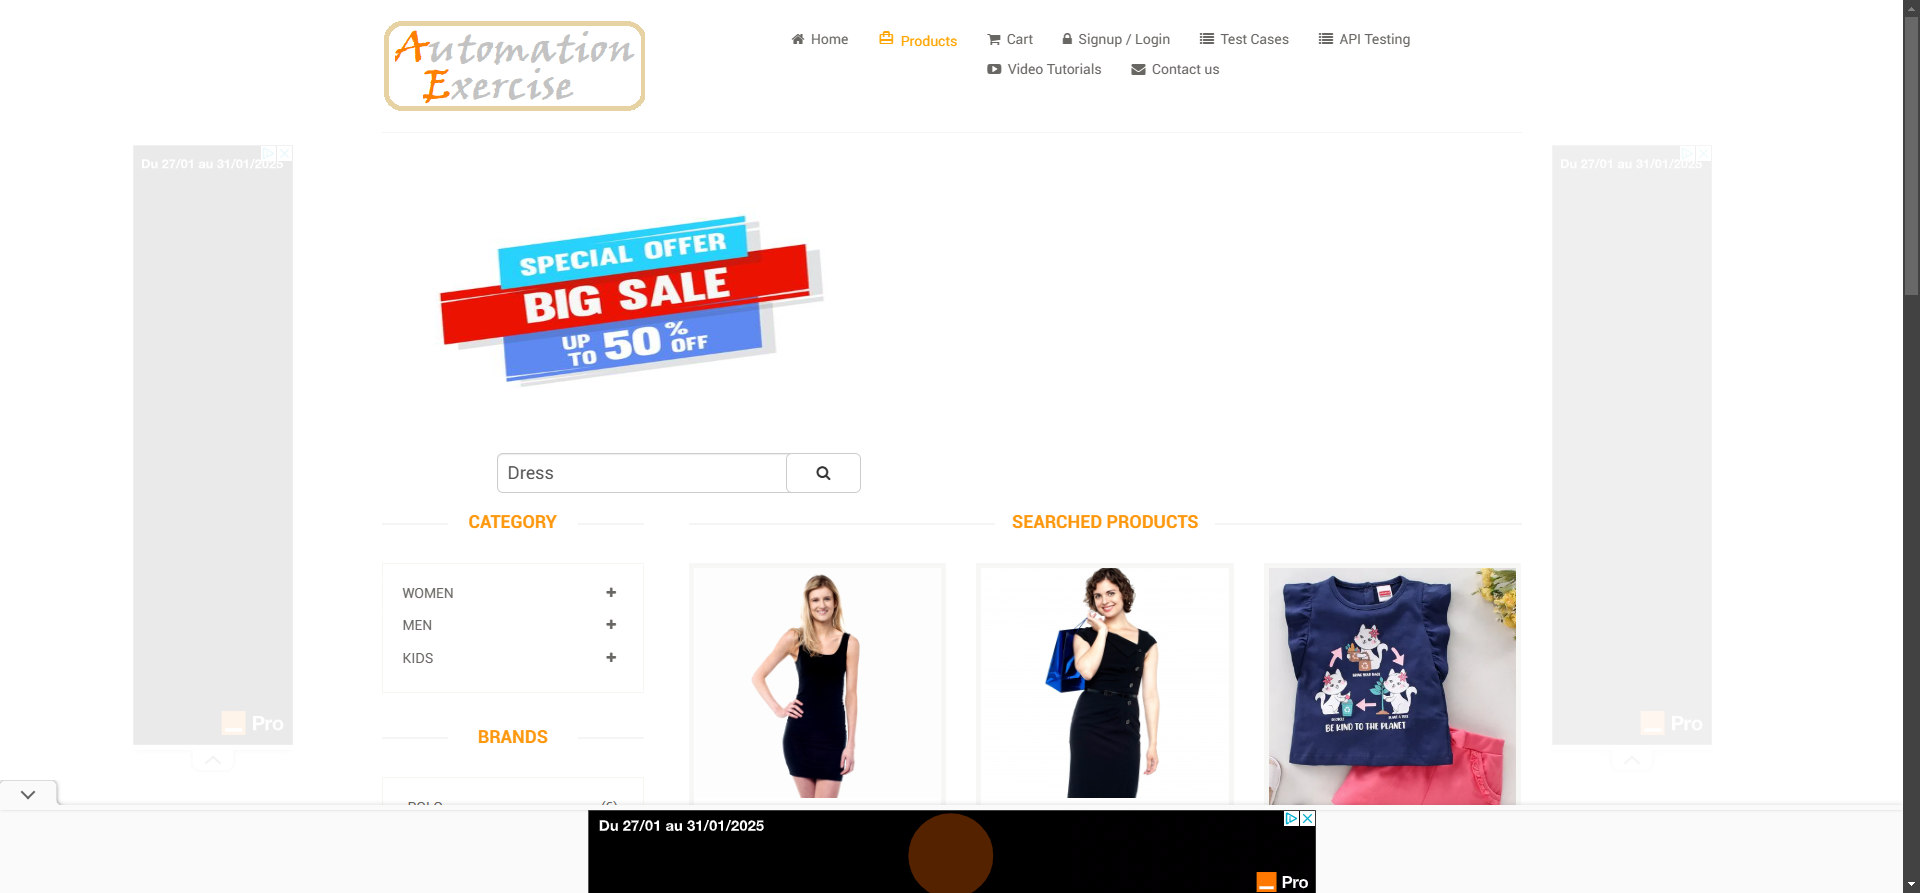 Automation
Exercise
Home
Products
Cart
Signup / Login
Test Cases
API Testing
Video Tutorials
Contact us
Du 27/01 au 31/01/2025
Du 27/01 au 31/01/2025
SPECIAL OFFER
BIG SALE
UP TO 50% OFF
Dress
CATEGORY
SEARCHED PRODUCTS
WOMEN
MEN
KIDS
BE KIND TO THE PLANET
Pro
Pro
BRANDS
POLO (6)
Du 27/01 au 31/01/2025
Pro